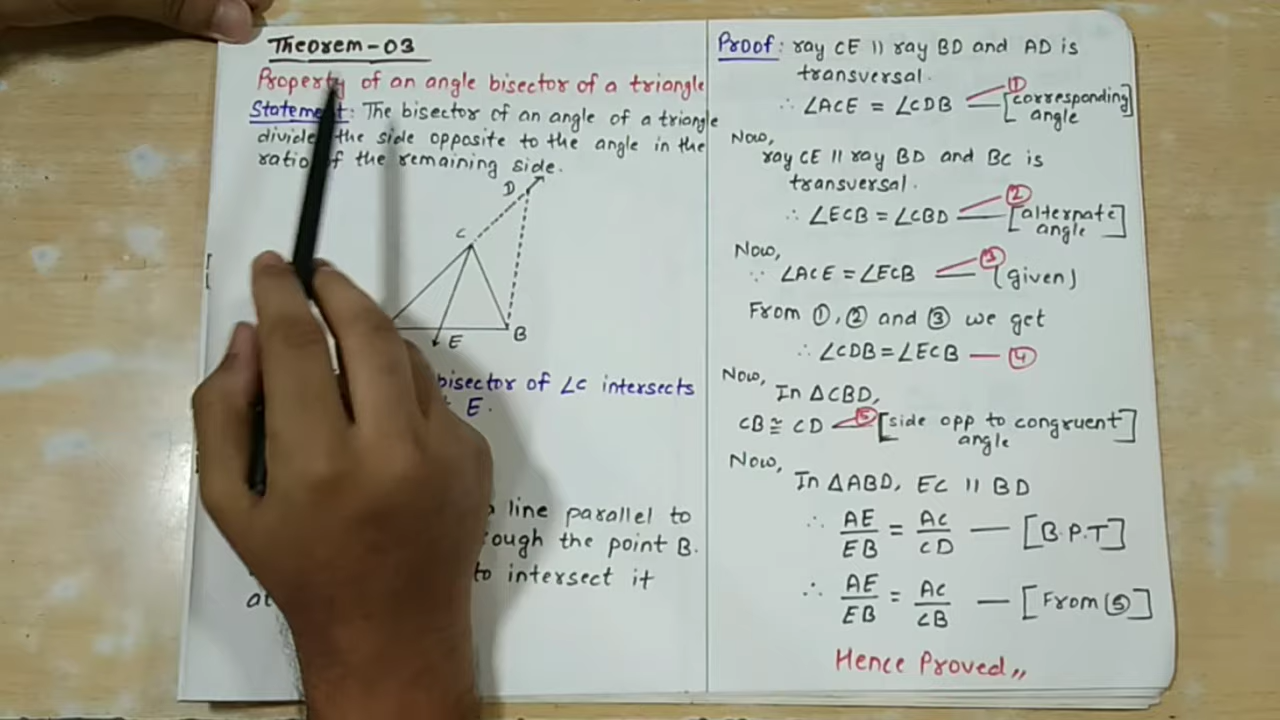 Theorem-03
Property of an angle bisector of a triangle
Statement: The bisector of an angle of a triangle
divides the side opposite to the angle in the
ratio of the remaining side.
D
C
E
B
bisector of ∠C intersects
E.
line parallel to
the point B.
to intersect it
at
Proof: ray CE || ray BD and AD is
transversal.
∴ ∠ACE = ∠CDB — ① [corresponding
angle]
Now,
ray CE || ray BD and BC is
transversal.
∴ ∠ECB = ∠CBD — ② [alternate
angle]
Now,
∵ ∠ACE = ∠ECB — ③ (given)
From ①, ② and ③ we get
∴ ∠CDB = ∠ECB — ④
Now,
In △CBD,
CB ≅ CD — ⑤ [side opp to congruent
angle]
Now,
In △ABD, EC || BD
∴ AE/EB = AC/CD — [B.P.T]
∴ AE/EB = AC/CB — [From ⑤]
Hence Proved,,